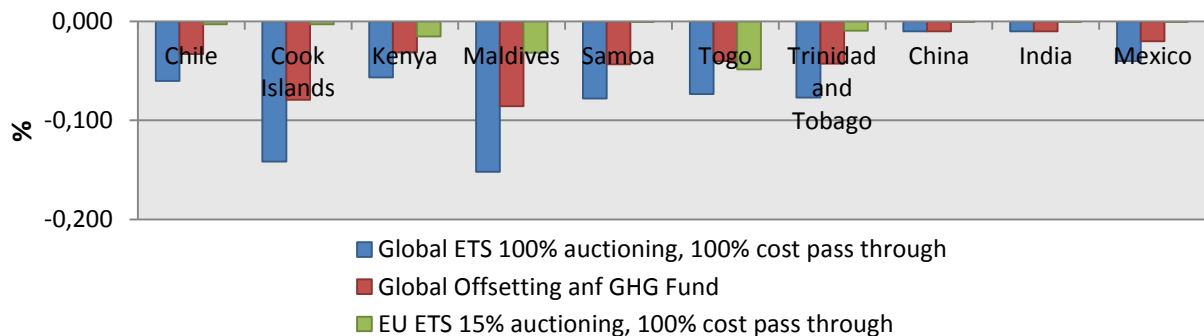 0,000
-0,100
-0,200
%
Chile
Cook
Islands
Kenya
Maldives
Samoa
Togo
Trinidad
and
Tobago
China
India
Mexico
Global ETS 100% auctioning, 100% cost pass through
Global Offsetting anf GHG Fund
EU ETS 15% auctioning, 100% cost pass through